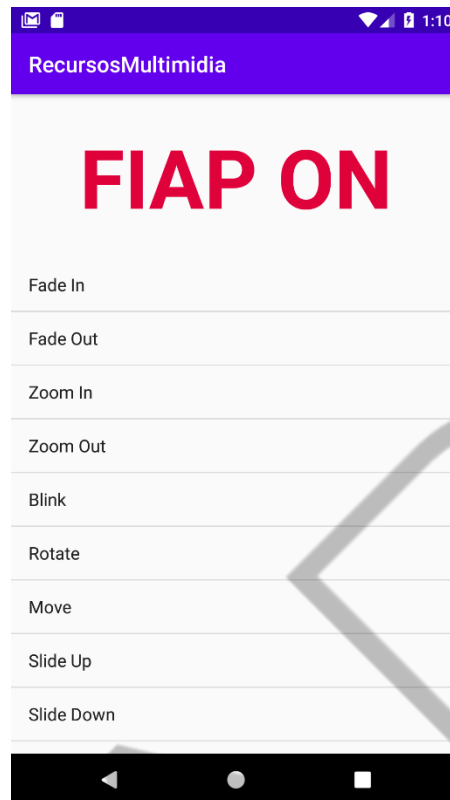 1:10
RecursosMultimidia
FIAP ON
Fade In
Fade Out
Zoom In
Zoom Out
Blink
Rotate
Move
Slide Up
Slide Down